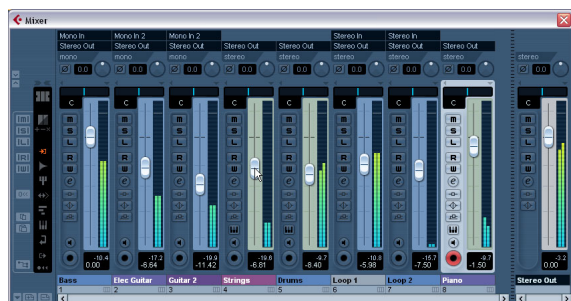 Mixer
Mono In Mono In 2 Mono In 2 Stereo In Stereo In
Stereo Out Stereo Out Stereo Out Stereo Out Stereo Out Stereo Out Stereo Out Stereo Out
mono mono mono stereo stereo stereo stereo stereo stereo
0.0 0.0 0.0 0.0 0.0 0.0 0.0 0.0 0.0
C C C C C C C C C
m m m m m m m m m
S S S S S S S S S
L L L L L L L L L
R R R R R R R R R
W W W W W W W W W
e e e e e e e e e
-10.4 -17.2 -19.9 -19.6 -9.7 -10.8 -15.7 -9.7 -3.2
0.00 -6.64 -11.42 -6.81 -8.40 -5.98 -7.50 -1.50 0.00
Bass Elec Guitar Guitar 2 Strings Drums Loop 1 Loop 2 Piano Stereo Out
1 2 3 4 5 6 7 8